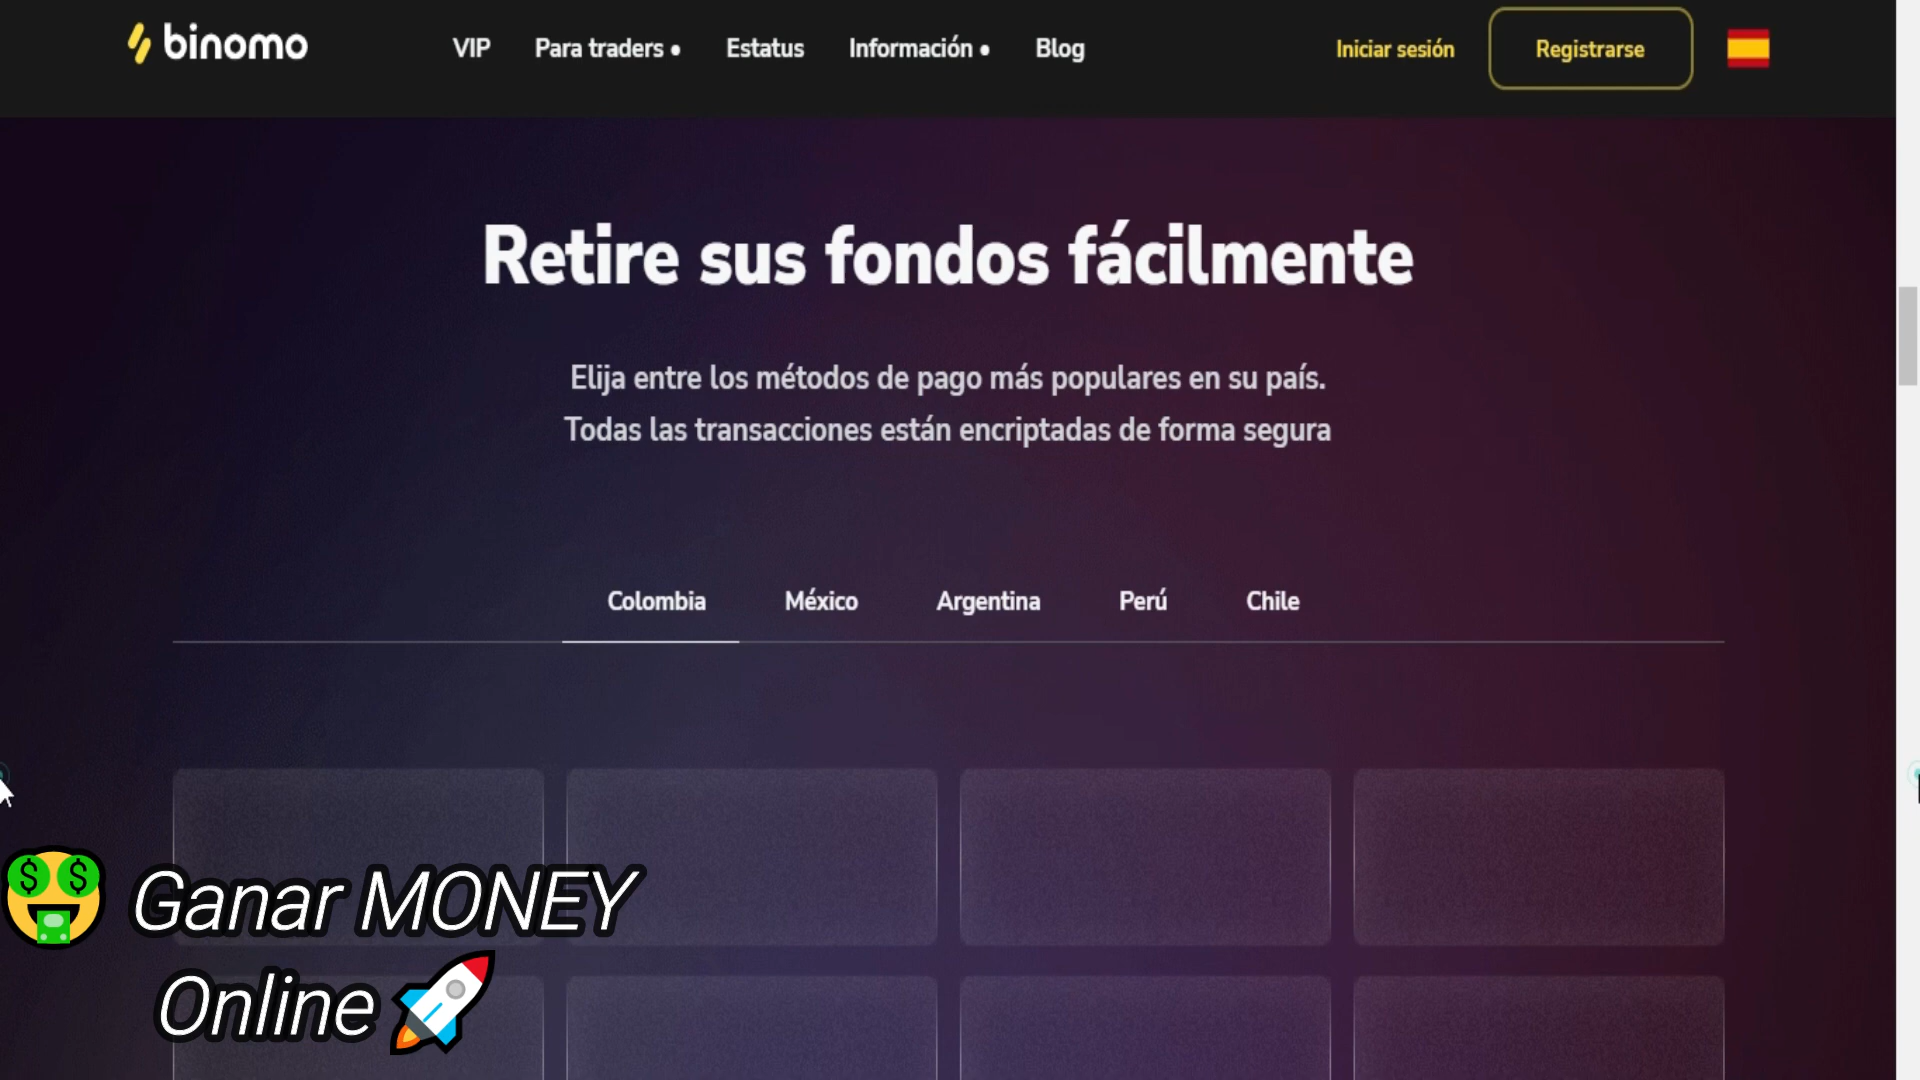 binomo
VIP
Para traders •
Estatus
Información •
Blog
Iniciar sesión
Registrarse
Retire sus fondos fácilmente
Elija entre los métodos de pago más populares en su país.
Todas las transacciones están encriptadas de forma segura
Colombia
México
Argentina
Perú
Chile
Ganar MONEY
Online